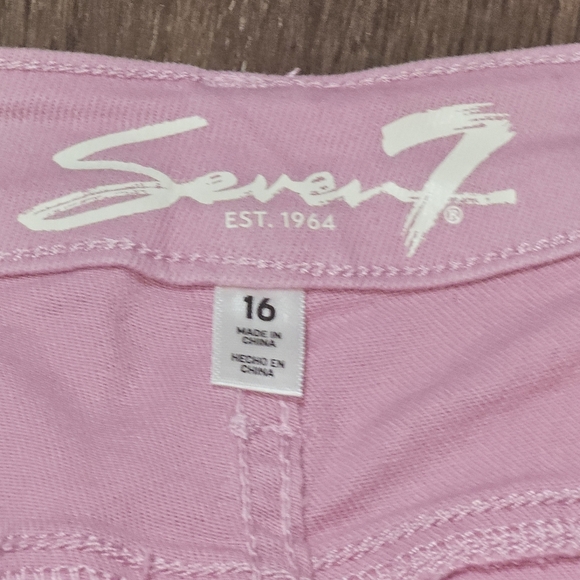 Seven7®
EST. 1964
16
MADE IN
CHINA
HECHO EN
CHINA